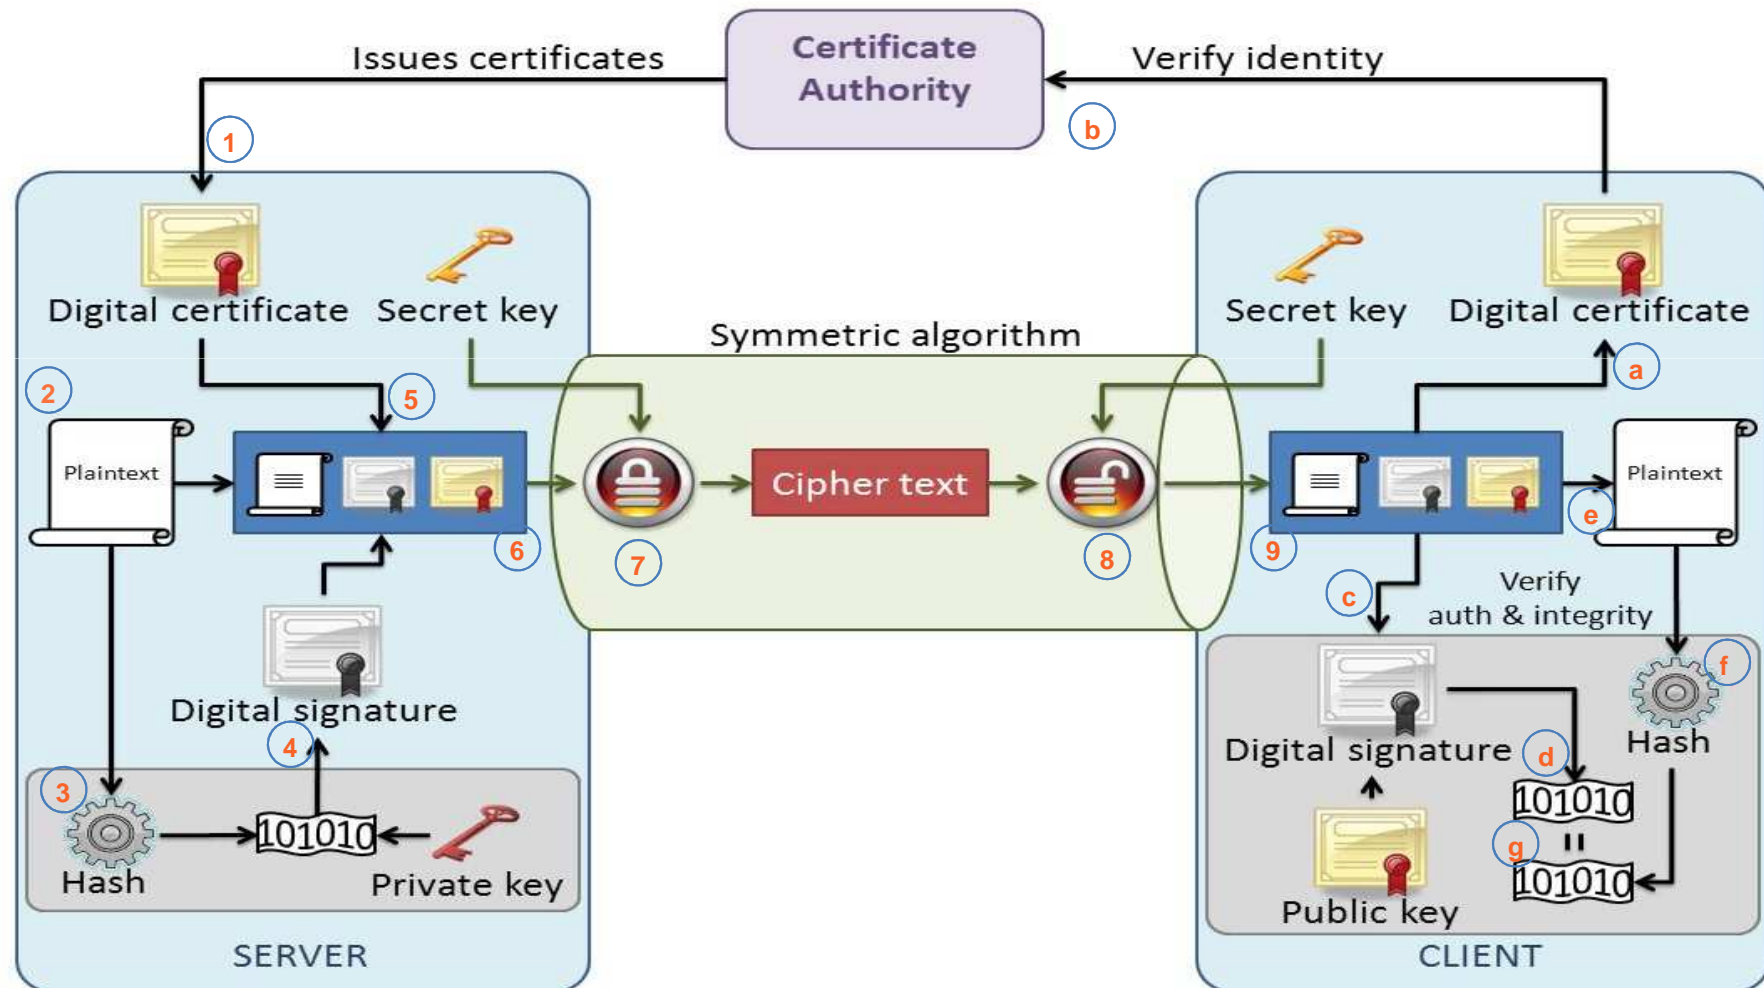 Issues certificates
Certificate
Authority
Verify identity
1
b
Digital certificate
Secret key
Symmetric algorithm
Secret key
Digital certificate
2
5
a
Plaintext
Cipher text
Plaintext
6
7
8
9
e
c
Verify
auth & integrity
f
Digital signature
4
Digital signature
d
Hash
3
101010
101010
g
101010
Hash
Private key
Public key
SERVER
CLIENT